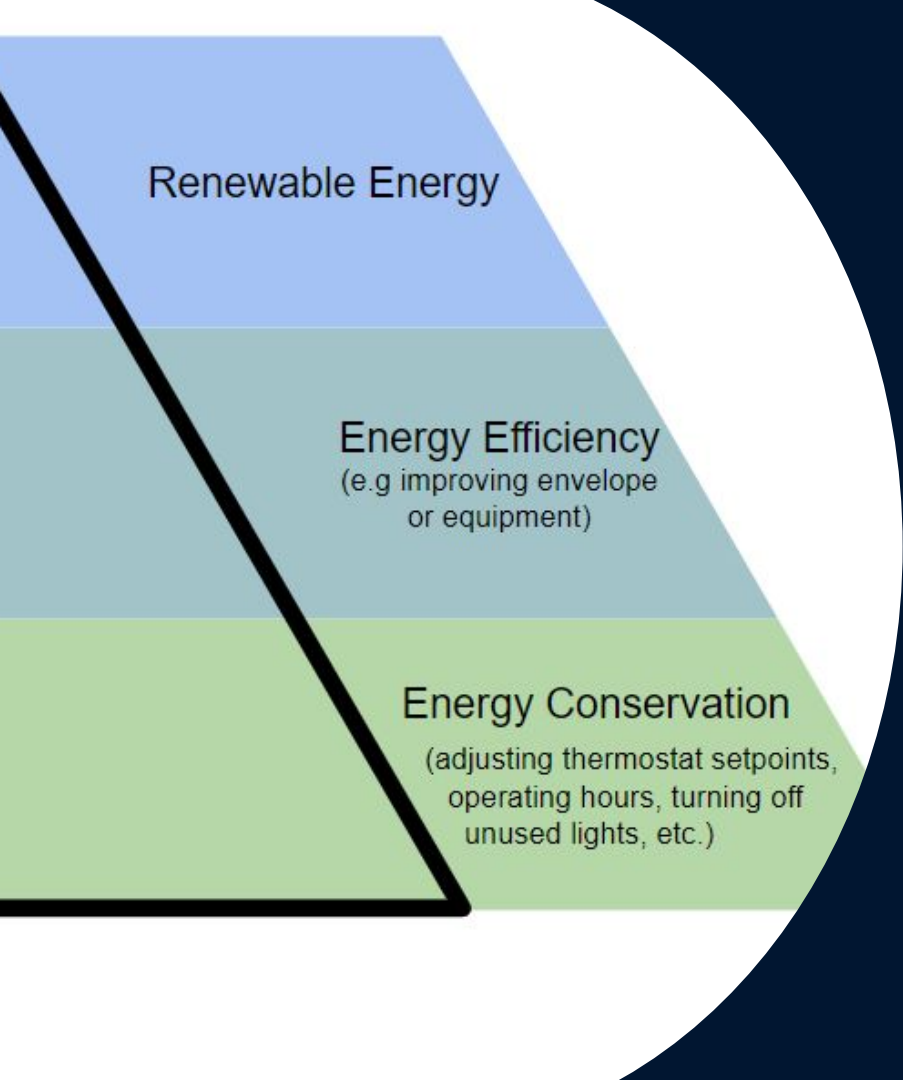 Renewable Energy
Energy Efficiency
(e.g improving envelope
or equipment)
Energy Conservation
(adjusting thermostat setpoints,
operating hours, turning off
unused lights, etc.)